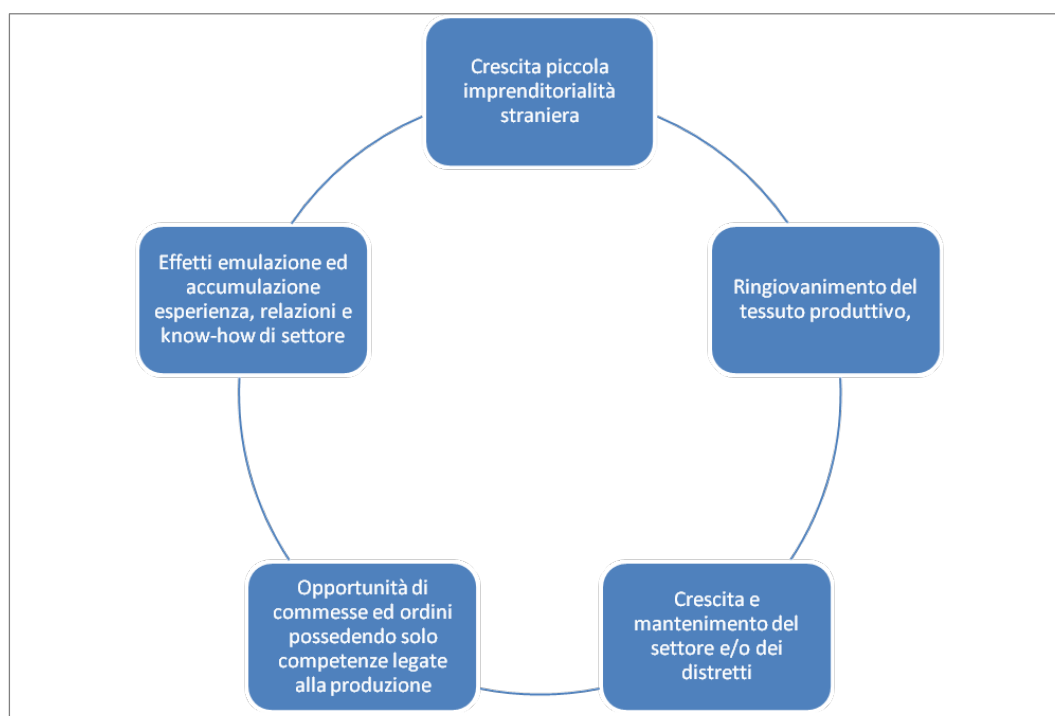 Crescita piccola
imprenditorialità
straniera
Ringiovanimento del
tessuto produttivo,
Crescita e
mantenimento del
settore e/o dei
distretti
Opportunità di
commesse ed ordini
possedendo solo
competenze legate
alla produzione
Effetti emulazione ed
accumulazione
esperienza, relazioni e
know-how di settore